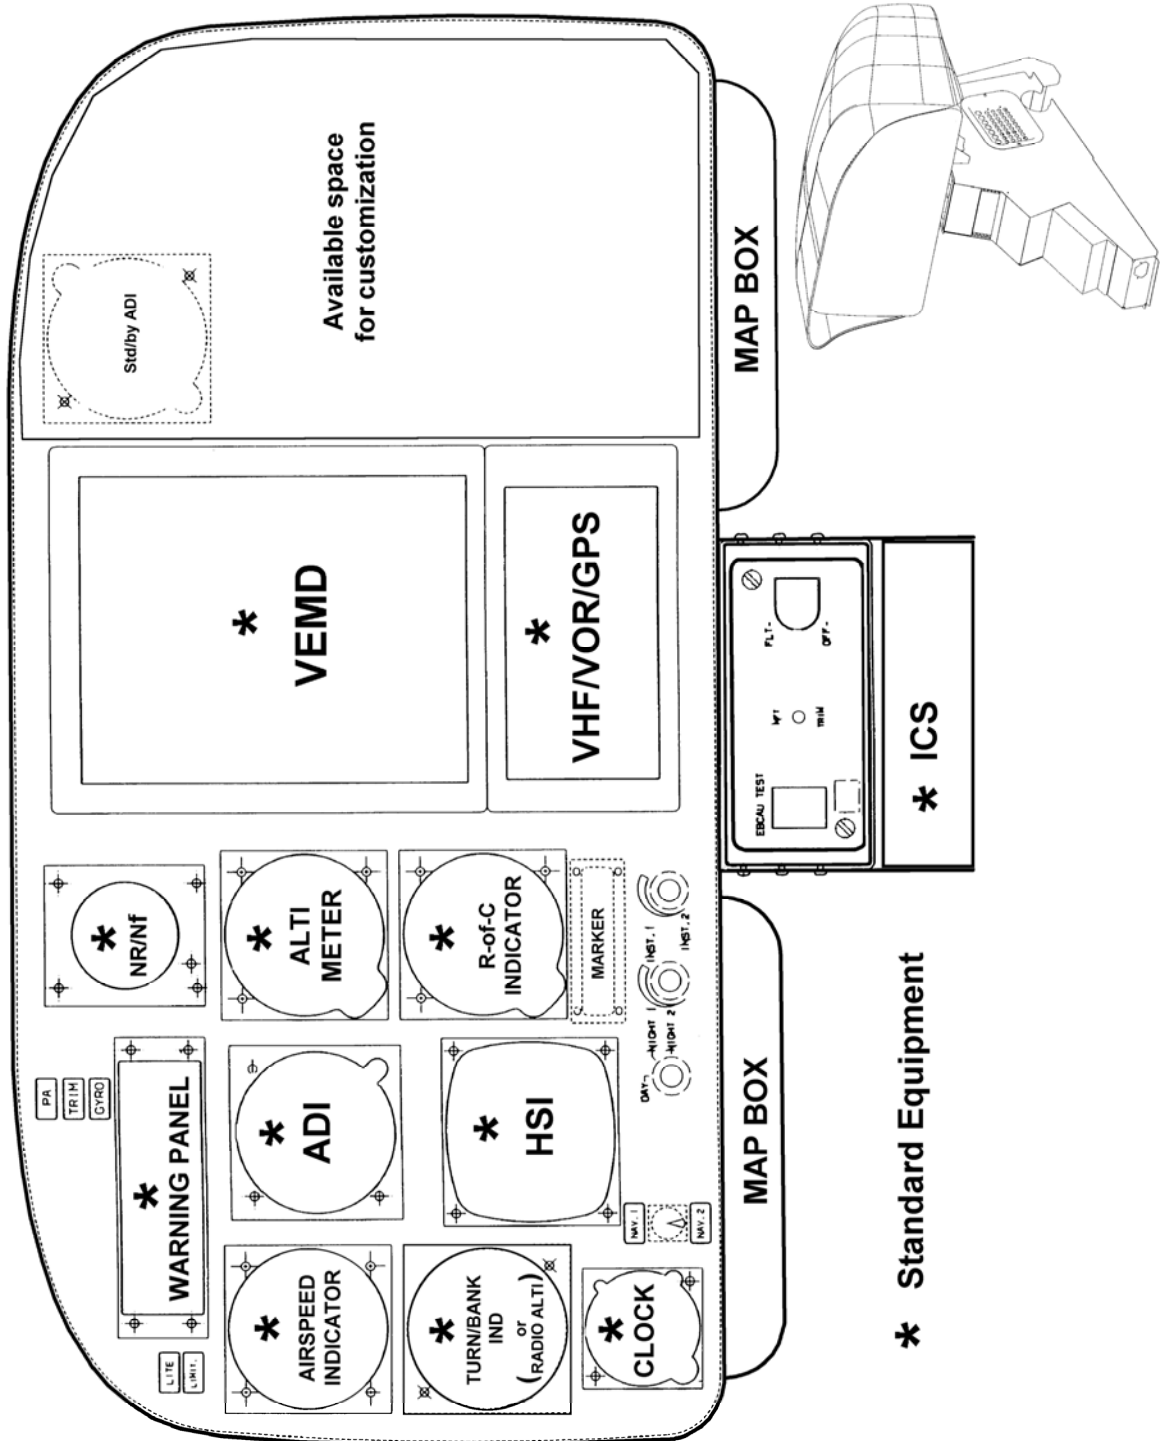 LITE
LIMIT.
PA
TRIM
GYRO
*
WARNING PANEL
*
NR/Nf
*
AIRSPEED
INDICATOR
*
ADI
*
ALTI
METER
*
VEMD
Std/by ADI
Available space
for customization
*
TURN/BANK
IND
or
(RADIO ALTI)
*
HSI
*
R-of-C
INDICATOR
MARKER
*
VHF/VOR/GPS
*
CLOCK
NAV. 1
NAV. 2
DAY
NIGHT 1
NIGHT 2
INST. 1
INST. 2
MAP BOX
EBCAU TEST
HFT
TRIM
FLT-
OFF-
* ICS
MAP BOX
* Standard Equipment